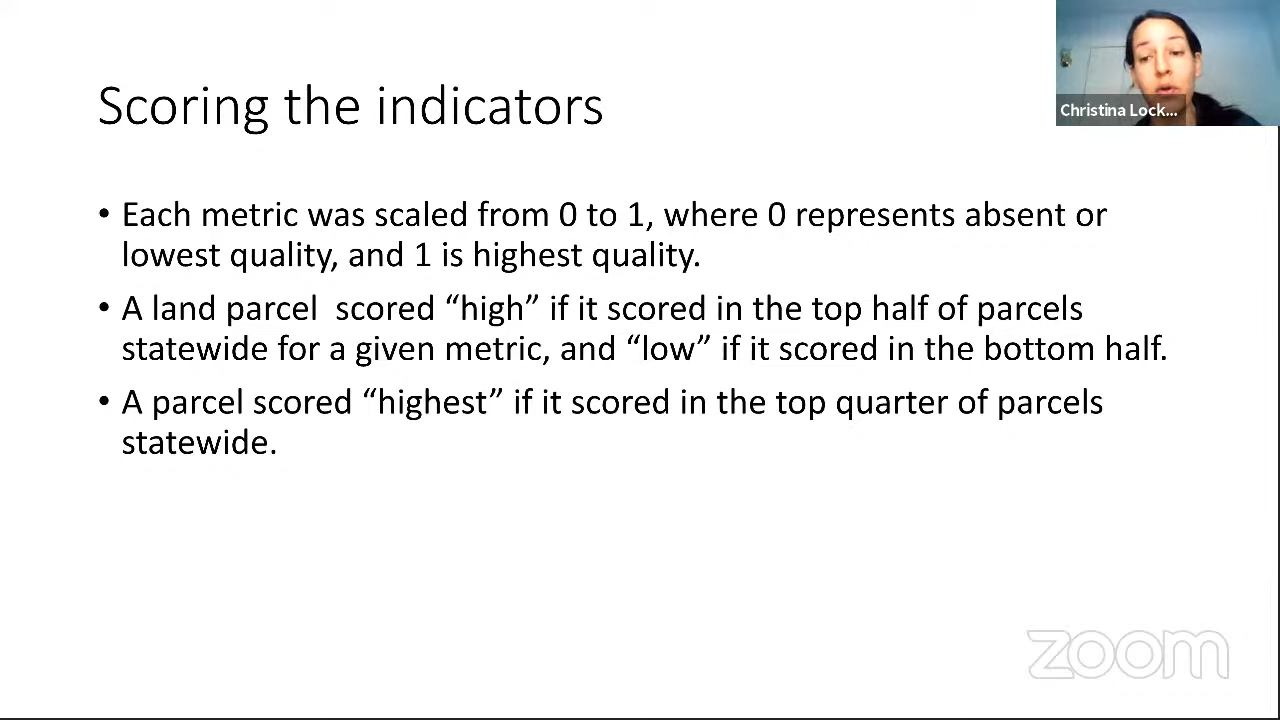 Scoring the indicators
Christina Lock...
• Each metric was scaled from 0 to 1, where 0 represents absent or
lowest quality, and 1 is highest quality.
• A land parcel  scored “high” if it scored in the top half of parcels
statewide for a given metric, and “low” if it scored in the bottom half.
• A parcel scored “highest” if it scored in the top quarter of parcels
statewide.
zoom